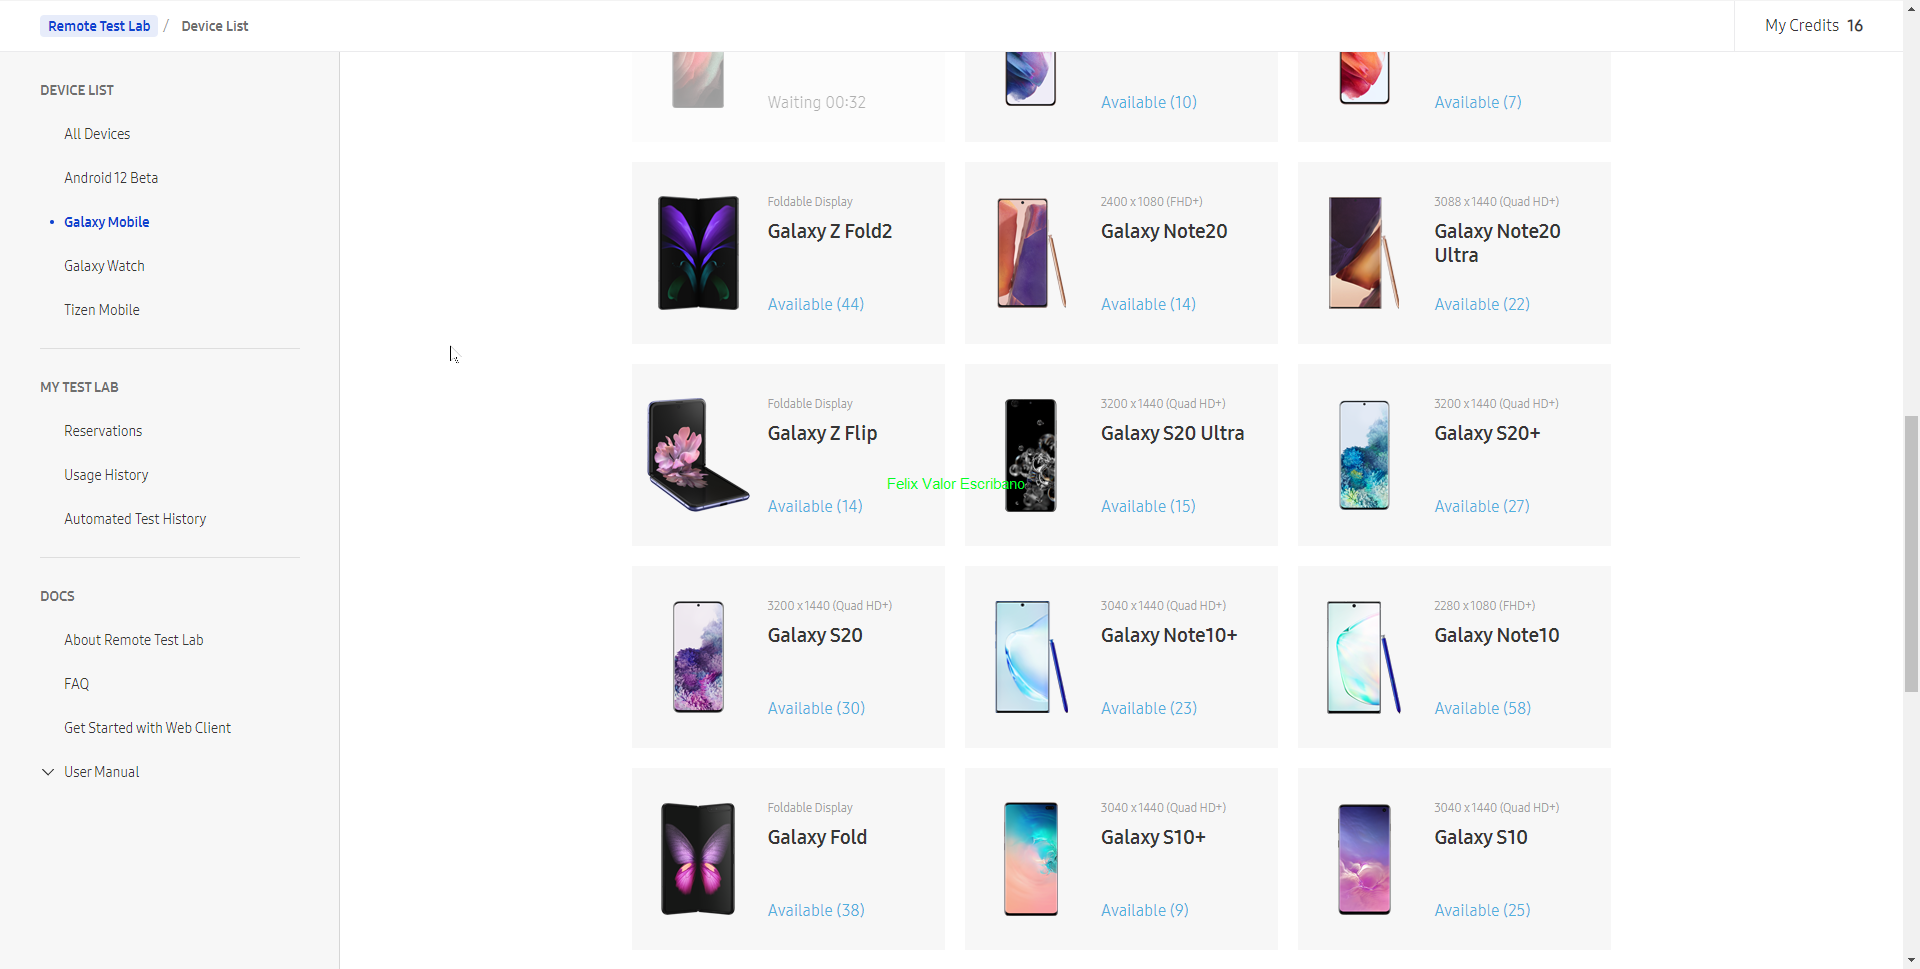 Remote Test Lab / Device List
My Credits 16
DEVICE LIST
All Devices
Android 12 Beta
Galaxy Mobile
Galaxy Watch
Tizen Mobile
MY TEST LAB
Reservations
Usage History
Automated Test History
DOCS
About Remote Test Lab
FAQ
Get Started with Web Client
User Manual
Waiting 00:32
Available (10)
Available (7)
Foldable Display
Galaxy Z Fold2
Available (44)
2400 x 1080 (FHD+)
Galaxy Note20
Available (14)
3088 x 1440 (Quad HD+)
Galaxy Note20
Ultra
Available (22)
Foldable Display
Galaxy Z Flip
Available (14)
3200 x 1440 (Quad HD+)
Galaxy S20 Ultra
Felix Valor Escribano
Available (15)
3200 x 1440 (Quad HD+)
Galaxy S20+
Available (27)
3200 x 1440 (Quad HD+)
Galaxy S20
Available (30)
3040 x 1440 (Quad HD+)
Galaxy Note10+
Available (23)
2280 x 1080 (FHD+)
Galaxy Note10
Available (58)
Foldable Display
Galaxy Fold
Available (38)
3040 x 1440 (Quad HD+)
Galaxy S10+
Available (9)
3040 x 1440 (Quad HD+)
Galaxy S10
Available (25)